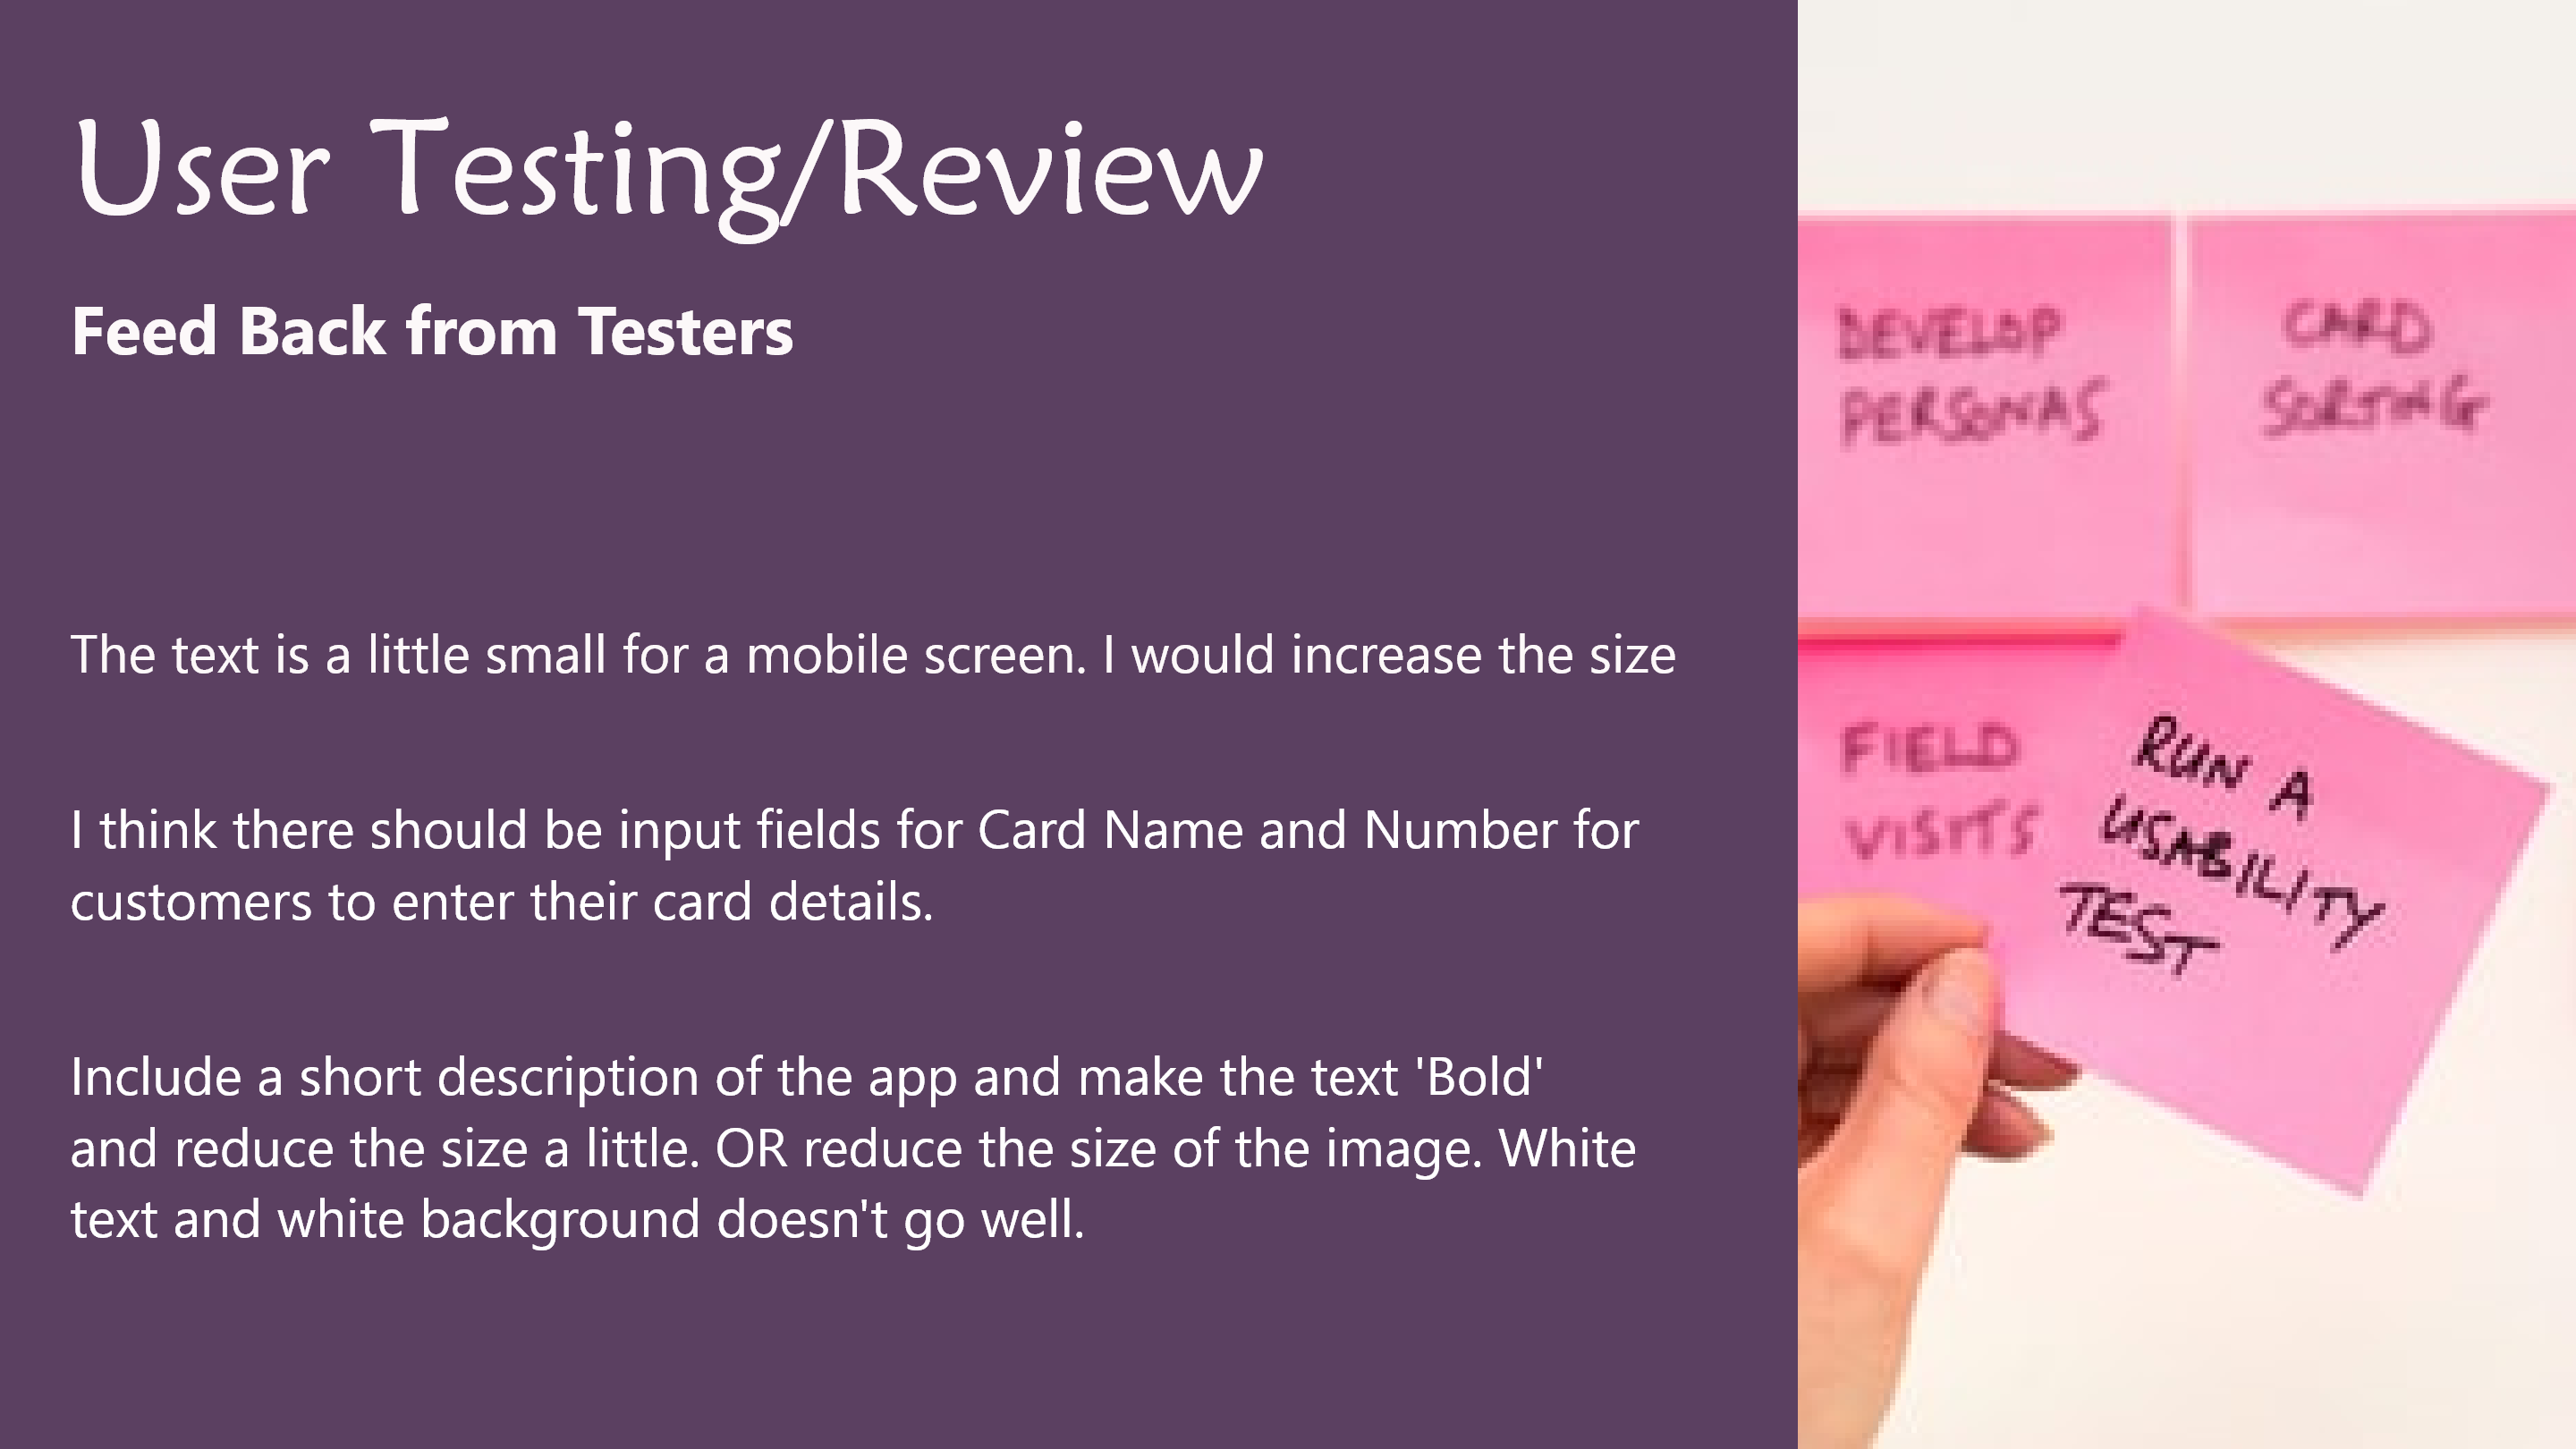 User Testing/Review
Feed Back from Testers
The text is a little small for a mobile screen. I would increase the size
I think there should be input fields for Card Name and Number for
customers to enter their card details.
Include a short description of the app and make the text 'Bold'
and reduce the size a little. OR reduce the size of the image. White
text and white background doesn't go well.
DEVELOP
PERSONAS
CARD
SORTING
FIELD
VISITS
RUN A
USABILITY
TEST